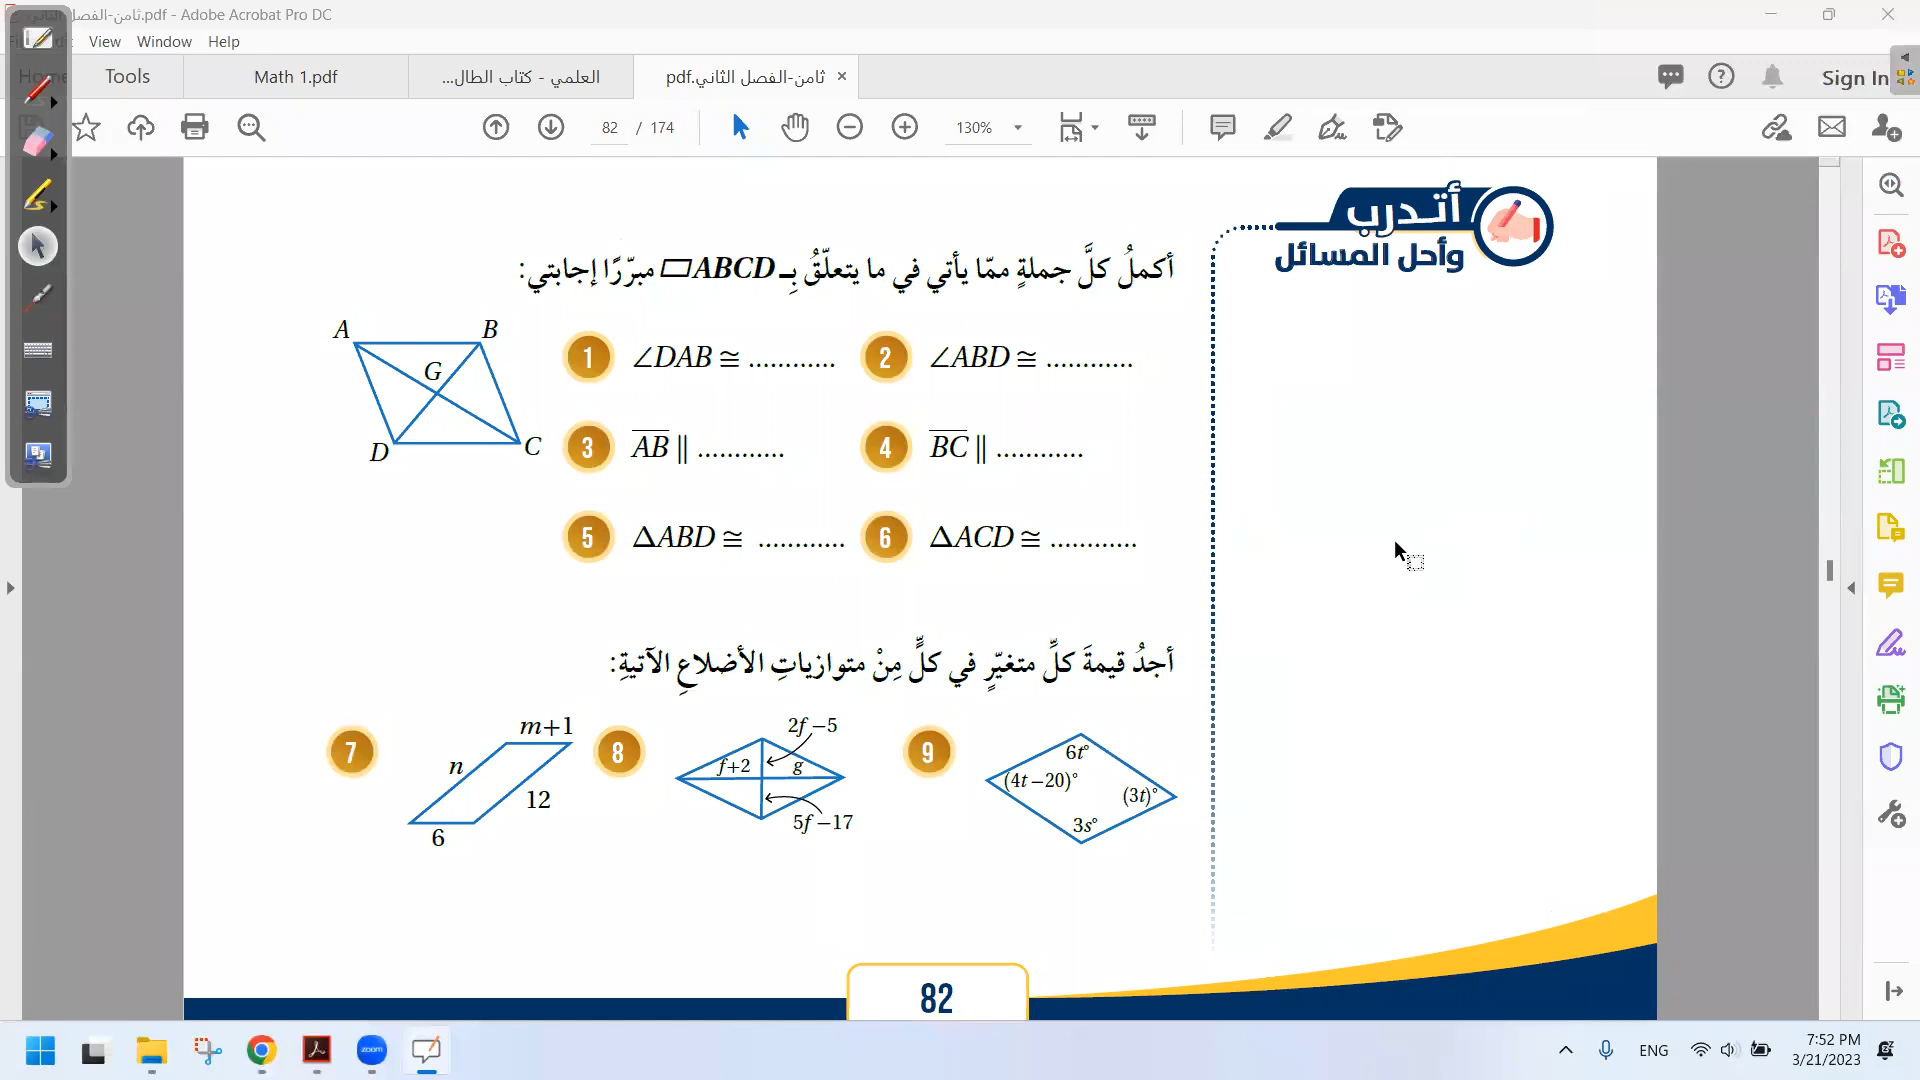 ثامن-الفصل الثاني.pdf - Adobe Acrobat Pro DC
View Window Help
Home Tools Math 1.pdf العلمي - كتاب الطال... ثامن-الفصل الثاني.pdf × Sign In
82 / 174 130%
أتدرب
وأحل المسائل
أكملُ كلَّ جملةٍ ممّا يأتي في ما يتعلّقُ بِـ ▱ABCD مبرّرًا إجابتي:
A B
G
D C
1 ∠DAB ≅ ............ 2 ∠ABD ≅ ............
3 AB || ............ 4 BC || ............
5 ΔABD ≅ ............ 6 ΔACD ≅ ............
أجدُ قيمةَ كلِّ متغيّرٍ في كلٍّ مِنْ متوازياتِ الأضلاعِ الآتيةِ:
7
m+1
n
12
6
8
2f−5
f+2 g
5f−17
9
6t°
(4t−20)°
(3t)°
3s°
82
zoom
ENG
7:52 PM
3/21/2023